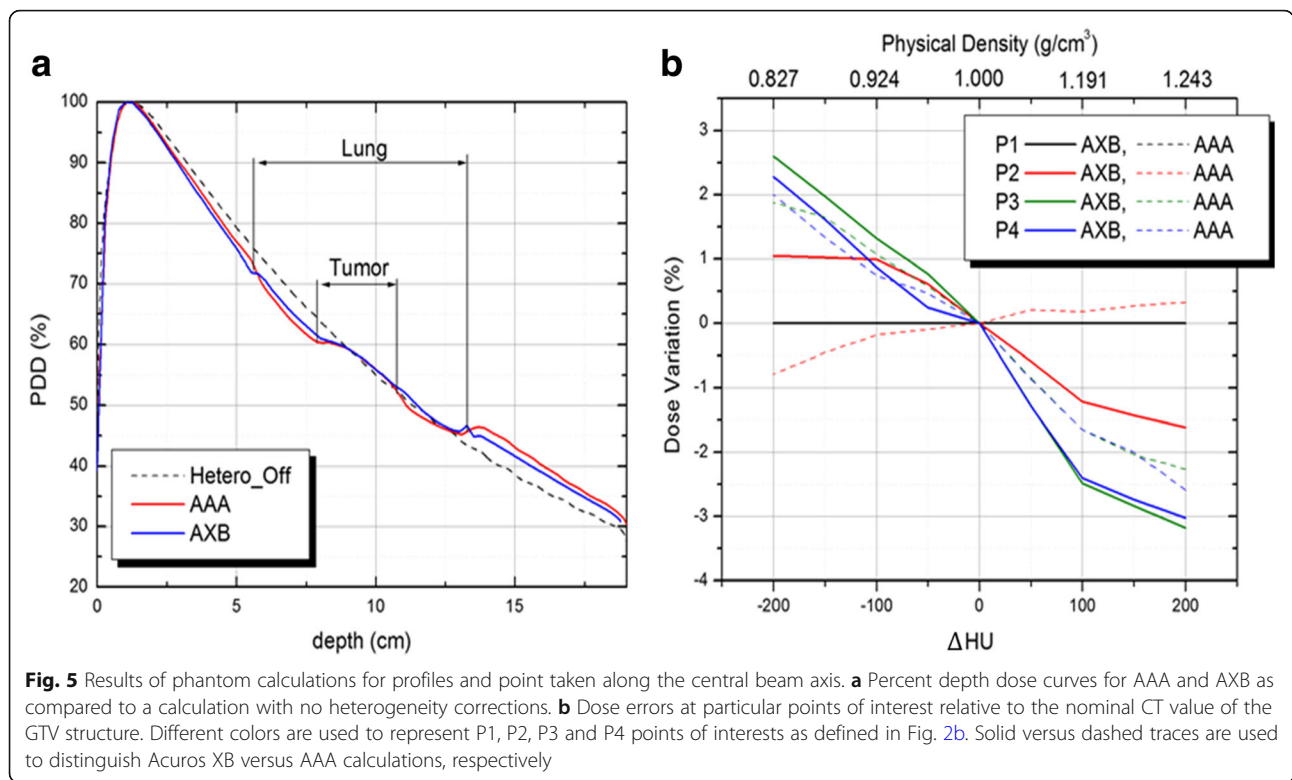 a
100
90
80
70
60
50
40
30
20
PDD (%)
0
5
10
15
depth (cm)
Lung
Tumor
Hetero_Off
AAA
AXB
b
Physical Density (g/cm³)
0.827 0.924 1.000 1.191 1.243
3
2
1
0
-1
-2
-3
-4
Dose Variation (%)
-200 -100 0 100 200
ΔHU
P1 AXB, AAA
P2 AXB, AAA
P3 AXB, AAA
P4 AXB, AAA
Fig. 5 Results of phantom calculations for profiles and point taken along the central beam axis. a Percent depth dose curves for AAA and AXB as
compared to a calculation with no heterogeneity corrections. b Dose errors at particular points of interest relative to the nominal CT value of the
GTV structure. Different colors are used to represent P1, P2, P3 and P4 points of interests as defined in Fig. 2b. Solid versus dashed traces are used
to distinguish Acuros XB versus AAA calculations, respectively